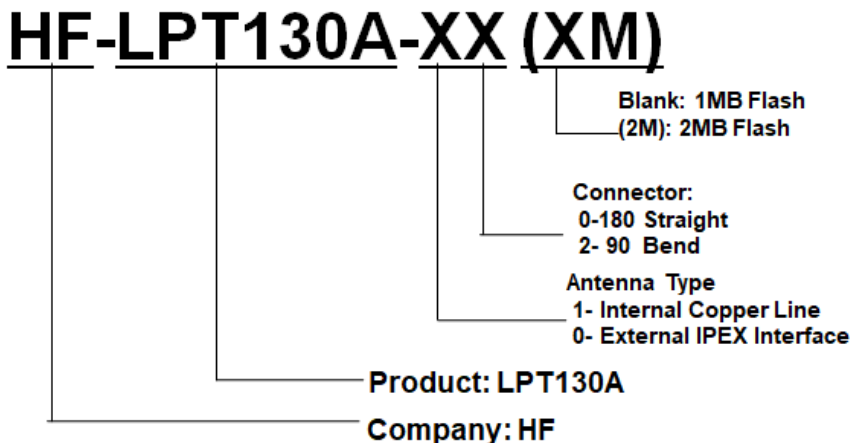 HF-LPT130A-XX (XM)
Blank: 1MB Flash
(2M): 2MB Flash
Connector:
0-180 Straight
2- 90 Bend
Antenna Type
1- Internal Copper Line
0- External IPEX Interface
Product: LPT130A
Company: HF